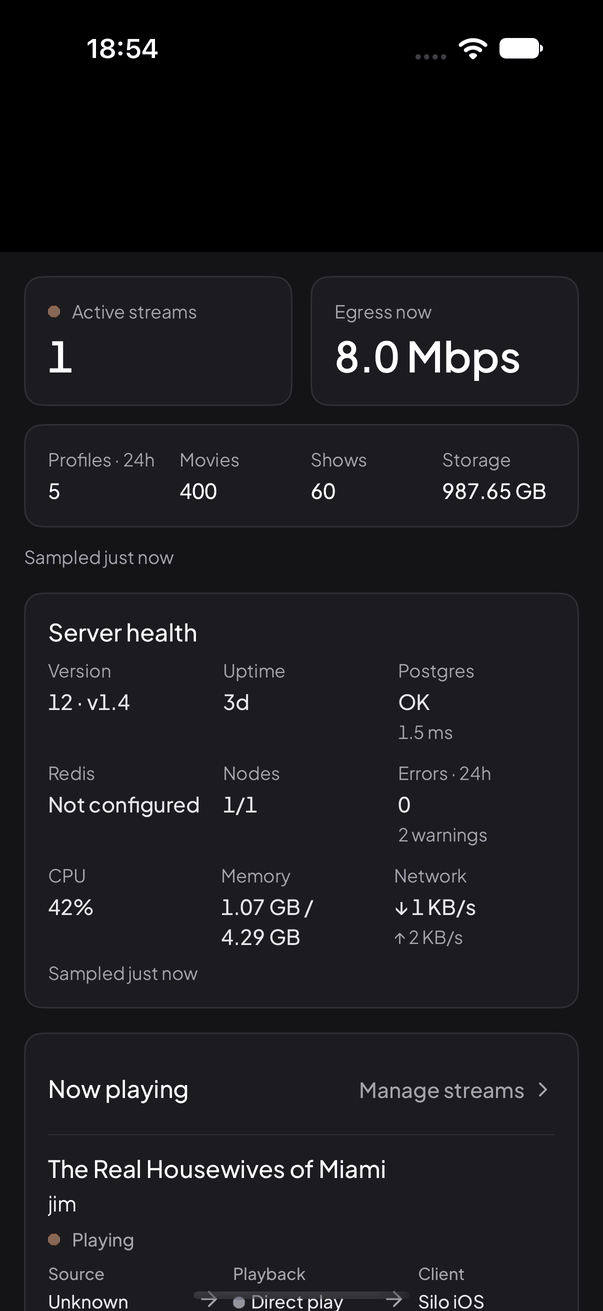 18:54
Active streams
1
Egress now
8.0 Mbps
Profiles · 24h
5
Movies
400
Shows
60
Storage
987.65 GB
Sampled just now
Server health
Version
12 · v1.4
Uptime
3d
Postgres
OK
1.5 ms
Redis
Not configured
Nodes
1/1
Errors · 24h
0
2 warnings
CPU
42%
Memory
1.07 GB /
4.29 GB
Network
↓ 1 KB/s
↑ 2 KB/s
Sampled just now
Now playing
Manage streams
The Real Housewives of Miami
jim
Playing
Source
Unknown
Playback
Direct play
Client
Silo iOS